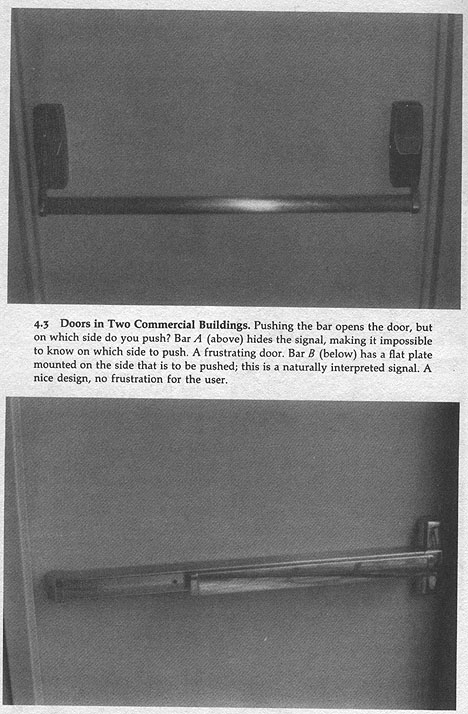 4.3 Doors in Two Commercial Buildings. Pushing the bar opens the door, but
on which side do you push? Bar A (above) hides the signal, making it impossible
to know on which side to push. A frustrating door. Bar B (below) has a flat plate
mounted on the side that is to be pushed; this is a naturally interpreted signal. A
nice design, no frustration for the user.